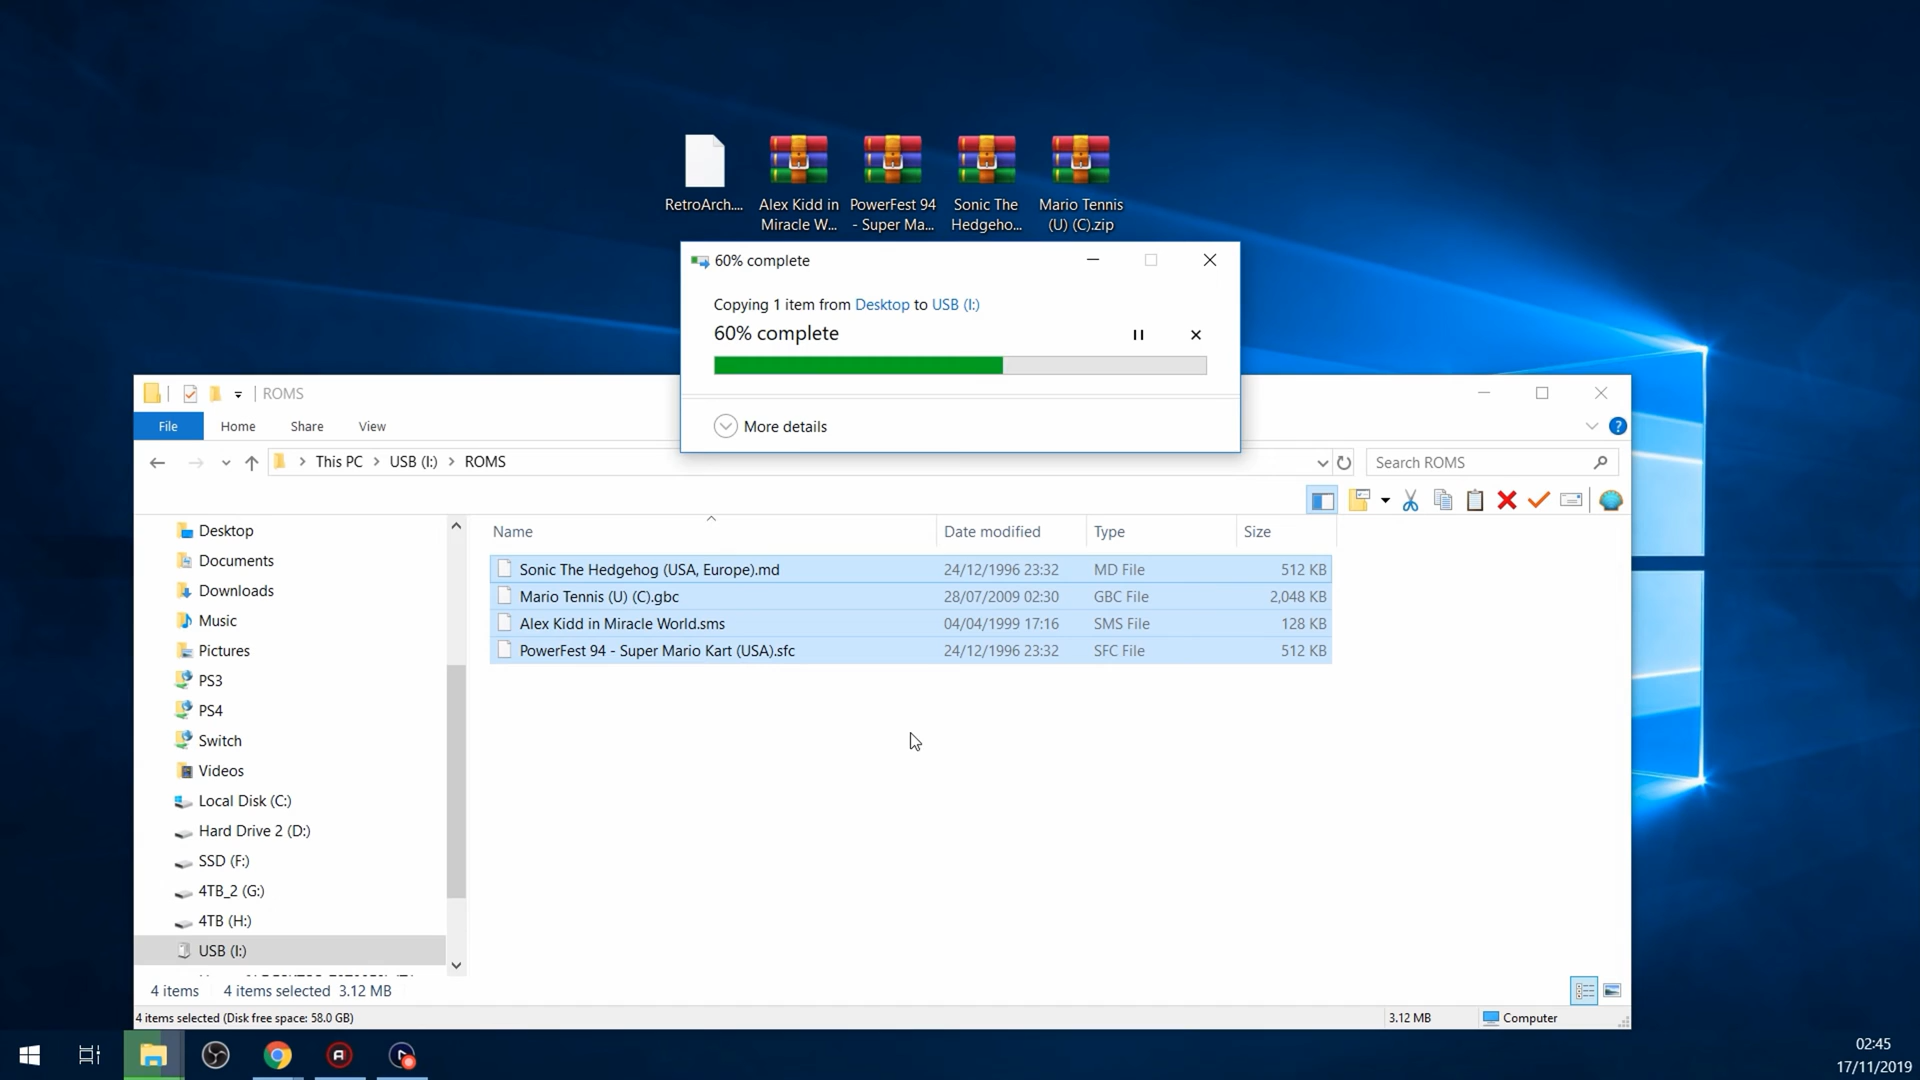 RetroArch....
Alex Kidd in
Miracle W...
PowerFest 94
- Super Ma...
Sonic The
Hedgeho...
Mario Tennis
(U) (C).zip
60% complete
Copying 1 item from Desktop to USB (I:)
60% complete
More details
ROMS
File
Home
Share
View
This PC
USB (I:)
ROMS
Search ROMS
Name
Date modified
Type
Size
Sonic The Hedgehog (USA, Europe).md 24/12/1996 23:32 MD File 512 KB
Mario Tennis (U) (C).gbc 28/07/2009 02:30 GBC File 2,048 KB
Alex Kidd in Miracle World.sms 04/04/1999 17:16 SMS File 128 KB
PowerFest 94 - Super Mario Kart (USA).sfc 24/12/1996 23:32 SFC File 512 KB
Desktop
Documents
Downloads
Music
Pictures
PS3
PS4
Switch
Videos
Local Disk (C:)
Hard Drive 2 (D:)
SSD (F:)
4TB_2 (G:)
4TB (H:)
USB (I:)
4 items 4 items selected 3.12 MB
4 items selected (Disk free space: 58.0 GB)
3.12 MB
Computer
02:45
17/11/2019